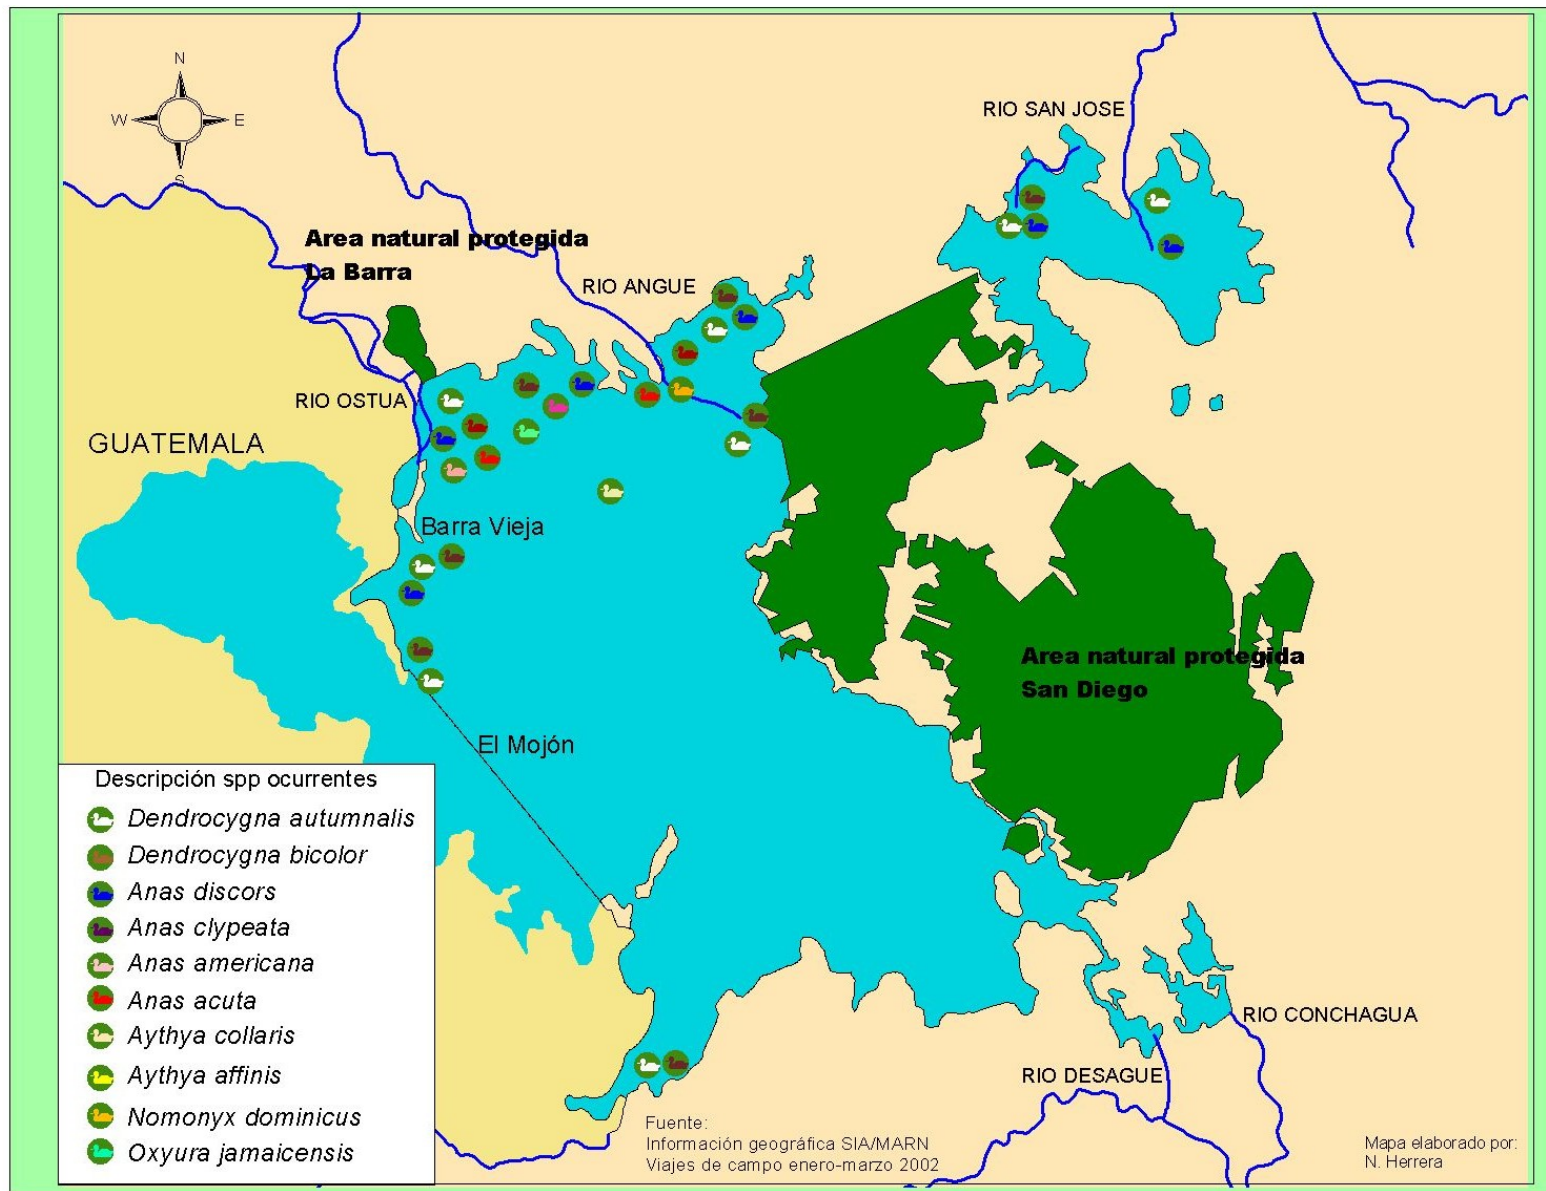 N
W
E
S
RIO SAN JOSE
Area natural protegida
La Barra
RIO ANGUE
RIO OSTUA
GUATEMALA
Barra Vieja
Area natural protegida
San Diego
El Mojón
Descripción spp ocurrentes
Dendrocygna autumnalis
Dendrocygna bicolor
Anas discors
Anas clypeata
Anas americana
Anas acuta
Aythya collaris
Aythya affinis
Nomonyx dominicus
Oxyura jamaicensis
RIO CONCHAGUA
RIO DESAGUE
Fuente:
Información geográfica SIA/MARN
Viajes de campo enero-marzo 2002
Mapa elaborado por:
N. Herrera